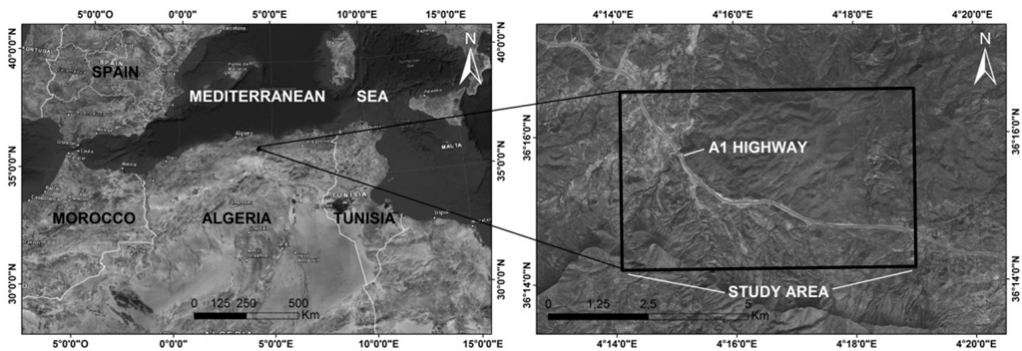 5°0'0"W 0°0'0" 5°0'0"E 10°0'0"E 15°0'0"E
40°0'0"N
35°0'0"N
30°0'0"N
N
SPAIN
MEDITERRANEAN SEA
MALTA
TUNISIA
MOROCCO ALGERIA TUNISIA
0 125 250 500
Km
40°0'0"N
35°0'0"N
30°0'0"N
5°0'0"W 0°0'0" 5°0'0"E 10°0'0"E 15°0'0"E
4°14'0"E 4°16'0"E 4°18'0"E 4°20'0"E
36°16'0"N
36°14'0"N
N
A1 HIGHWAY
STUDY AREA
0 1,25 2,5 5
Km
36°16'0"N
36°14'0"N
4°14'0"E 4°16'0"E 4°18'0"E 4°20'0"E